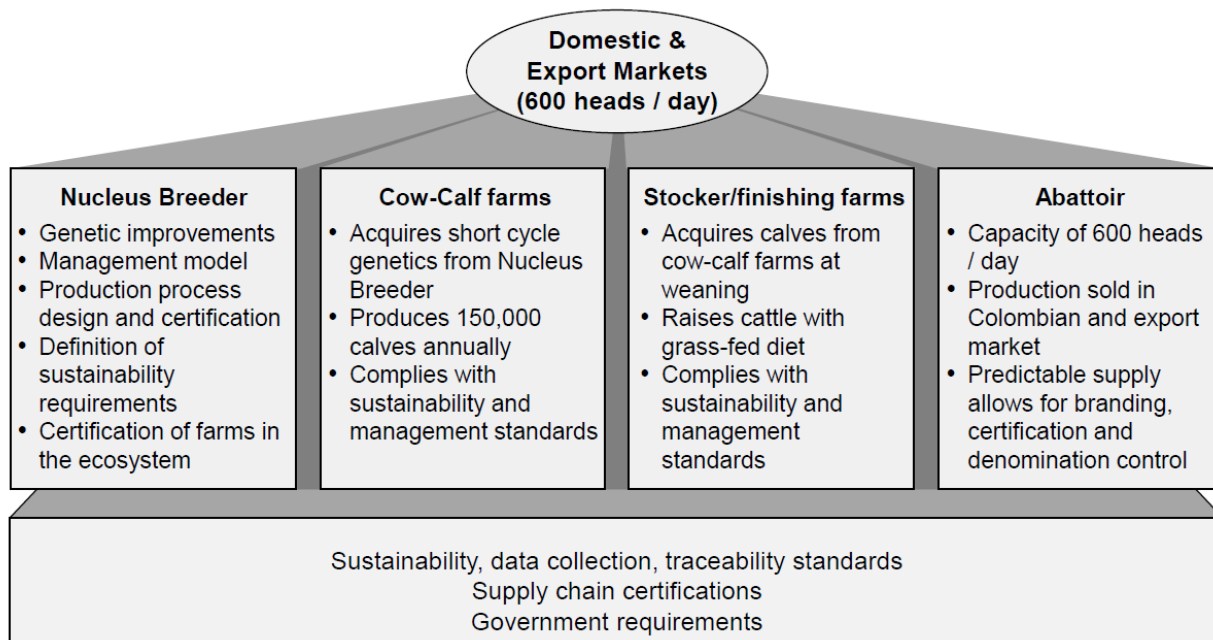 Domestic &
Export Markets
(600 heads / day)
Nucleus Breeder
• Genetic improvements
• Management model
• Production process
design and certification
• Definition of
sustainability
requirements
• Certification of farms in
the ecosystem
Cow-Calf farms
• Acquires short cycle
genetics from Nucleus
Breeder
• Produces 150,000
calves annually
• Complies with
sustainability and
management standards
Stocker/finishing farms
• Acquires calves from
cow-calf farms at
weaning
• Raises cattle with
grass-fed diet
• Complies with
sustainability and
management
standards
Abattoir
• Capacity of 600 heads
/ day
• Production sold in
Colombian and export
market
• Predictable supply
allows for branding,
certification and
denomination control
Sustainability, data collection, traceability standards
Supply chain certifications
Government requirements